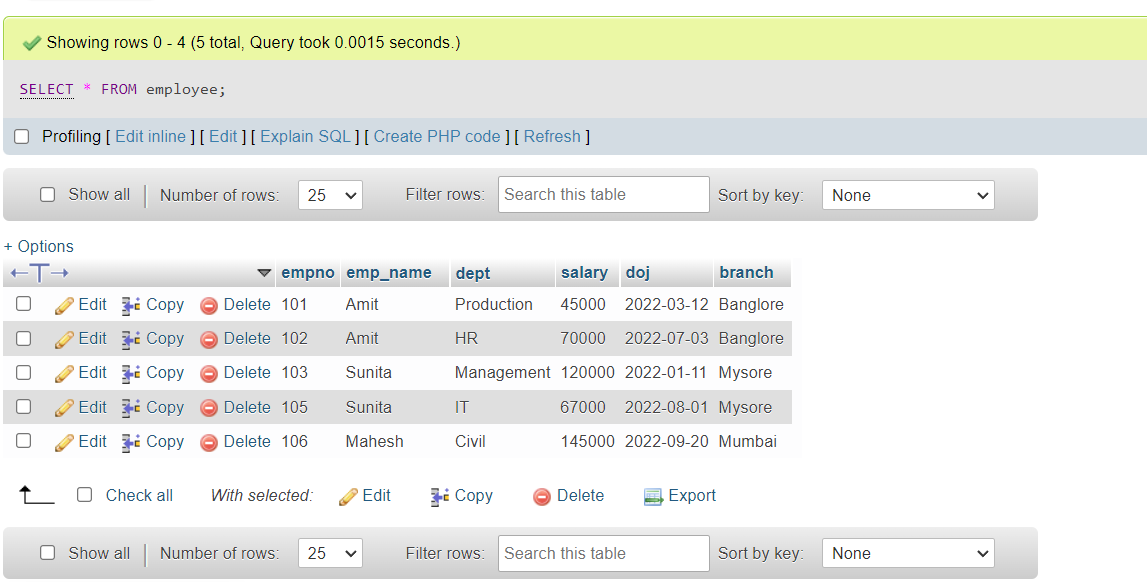 Showing rows 0 - 4 (5 total, Query took 0.0015 seconds.)
SELECT * FROM employee;
Profiling [ Edit inline ] [ Edit ] [ Explain SQL ] [ Create PHP code ] [ Refresh ]
Show all Number of rows: 25 Filter rows: Search this table Sort by key: None
+ Options
←T→ empno emp_name dept salary doj branch
Edit Copy Delete 101 Amit Production 45000 2022-03-12 Banglore
Edit Copy Delete 102 Amit HR 70000 2022-07-03 Banglore
Edit Copy Delete 103 Sunita Management 120000 2022-01-11 Mysore
Edit Copy Delete 105 Sunita IT 67000 2022-08-01 Mysore
Edit Copy Delete 106 Mahesh Civil 145000 2022-09-20 Mumbai
Check all With selected: Edit Copy Delete Export
Show all Number of rows: 25 Filter rows: Search this table Sort by key: None